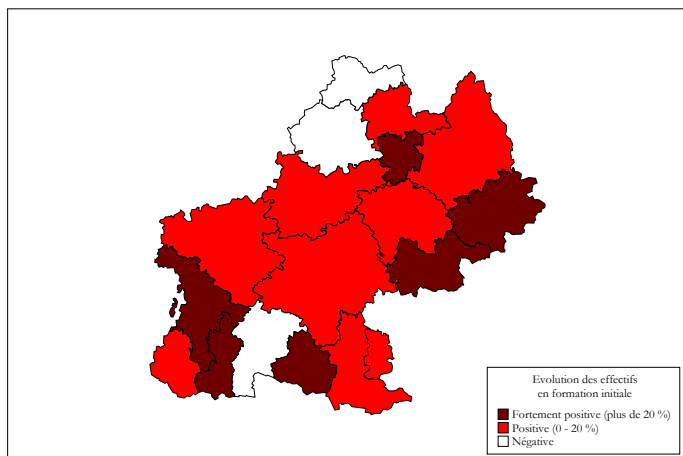 Evolution des effectifs
en formation initiale
Fortement positive (plus de 20 %)
Positive (0 - 20 %)
Négative